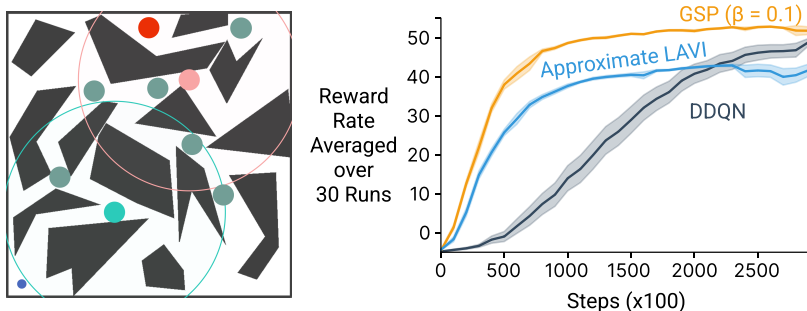 GSP (β = 0.1)
Approximate LAVI
DDQN
Reward
Rate
Averaged
over
30 Runs
50
40
30
20
10
0
0 500 1000 1500 2000 2500
Steps (x100)